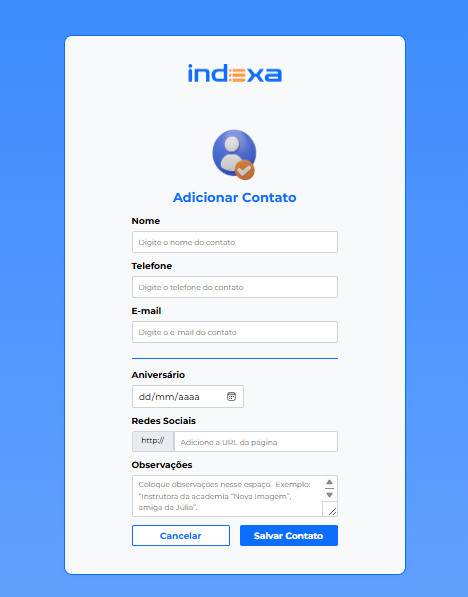 indexa
Adicionar Contato
Nome
Digite o nome do contato
Telefone
Digite o telefone do contato
E-mail
Digite o e-mail do contato
Aniversário
dd/mm/aaaa
Redes Sociais
http:// Adicione a URL da página
Observações
Coloque observações nesse espaço. Exemplo:
"Instrutora da academia "Nova Imagem",
amiga da Júlia".
Cancelar Salvar Contato